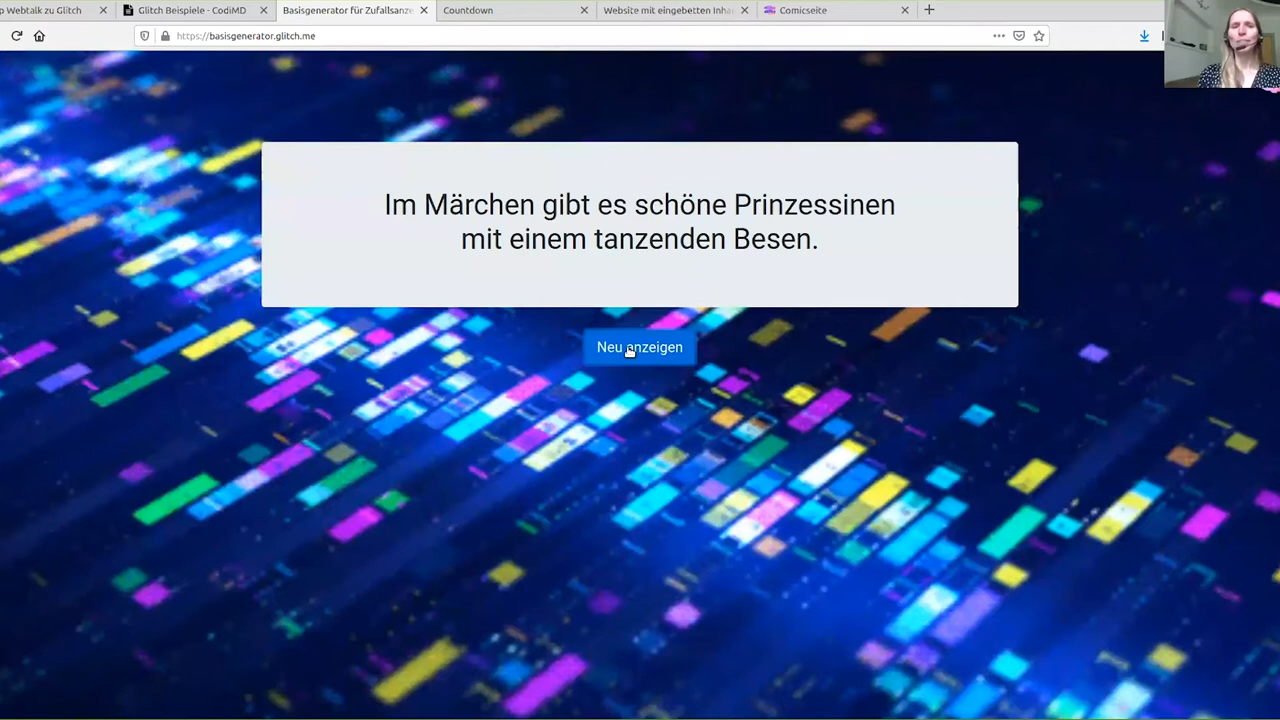 p Webtalk zu Glitch
Glitch Beispiele - CodiMD
Basisgenerator für Zufallsanze
Countdown
Website mit eingebetten Inha
Comicseite
https://basisgenerator.glitch.me
Im Märchen gibt es schöne Prinzessinen
mit einem tanzenden Besen.
Neu anzeigen